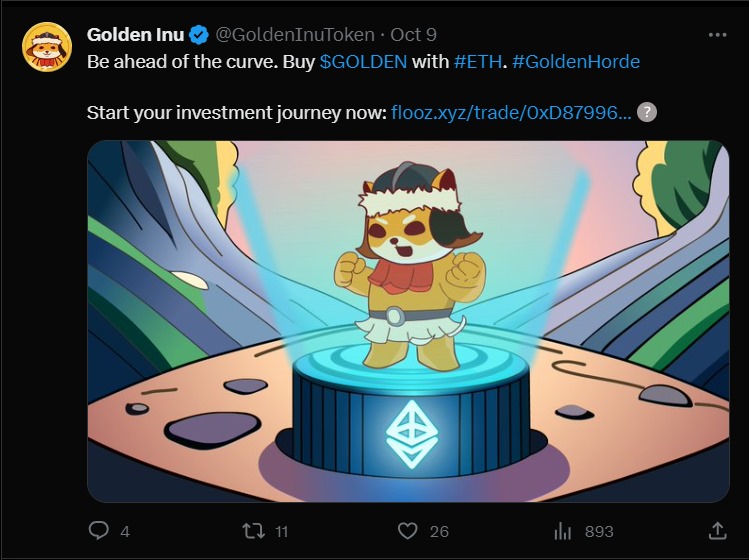 Golden Inu @GoldenInuToken · Oct 9
Be ahead of the curve. Buy $GOLDEN with #ETH. #GoldenHorde
Start your investment journey now: flooz.xyz/trade/0xD87996... ?
4 11 26 893